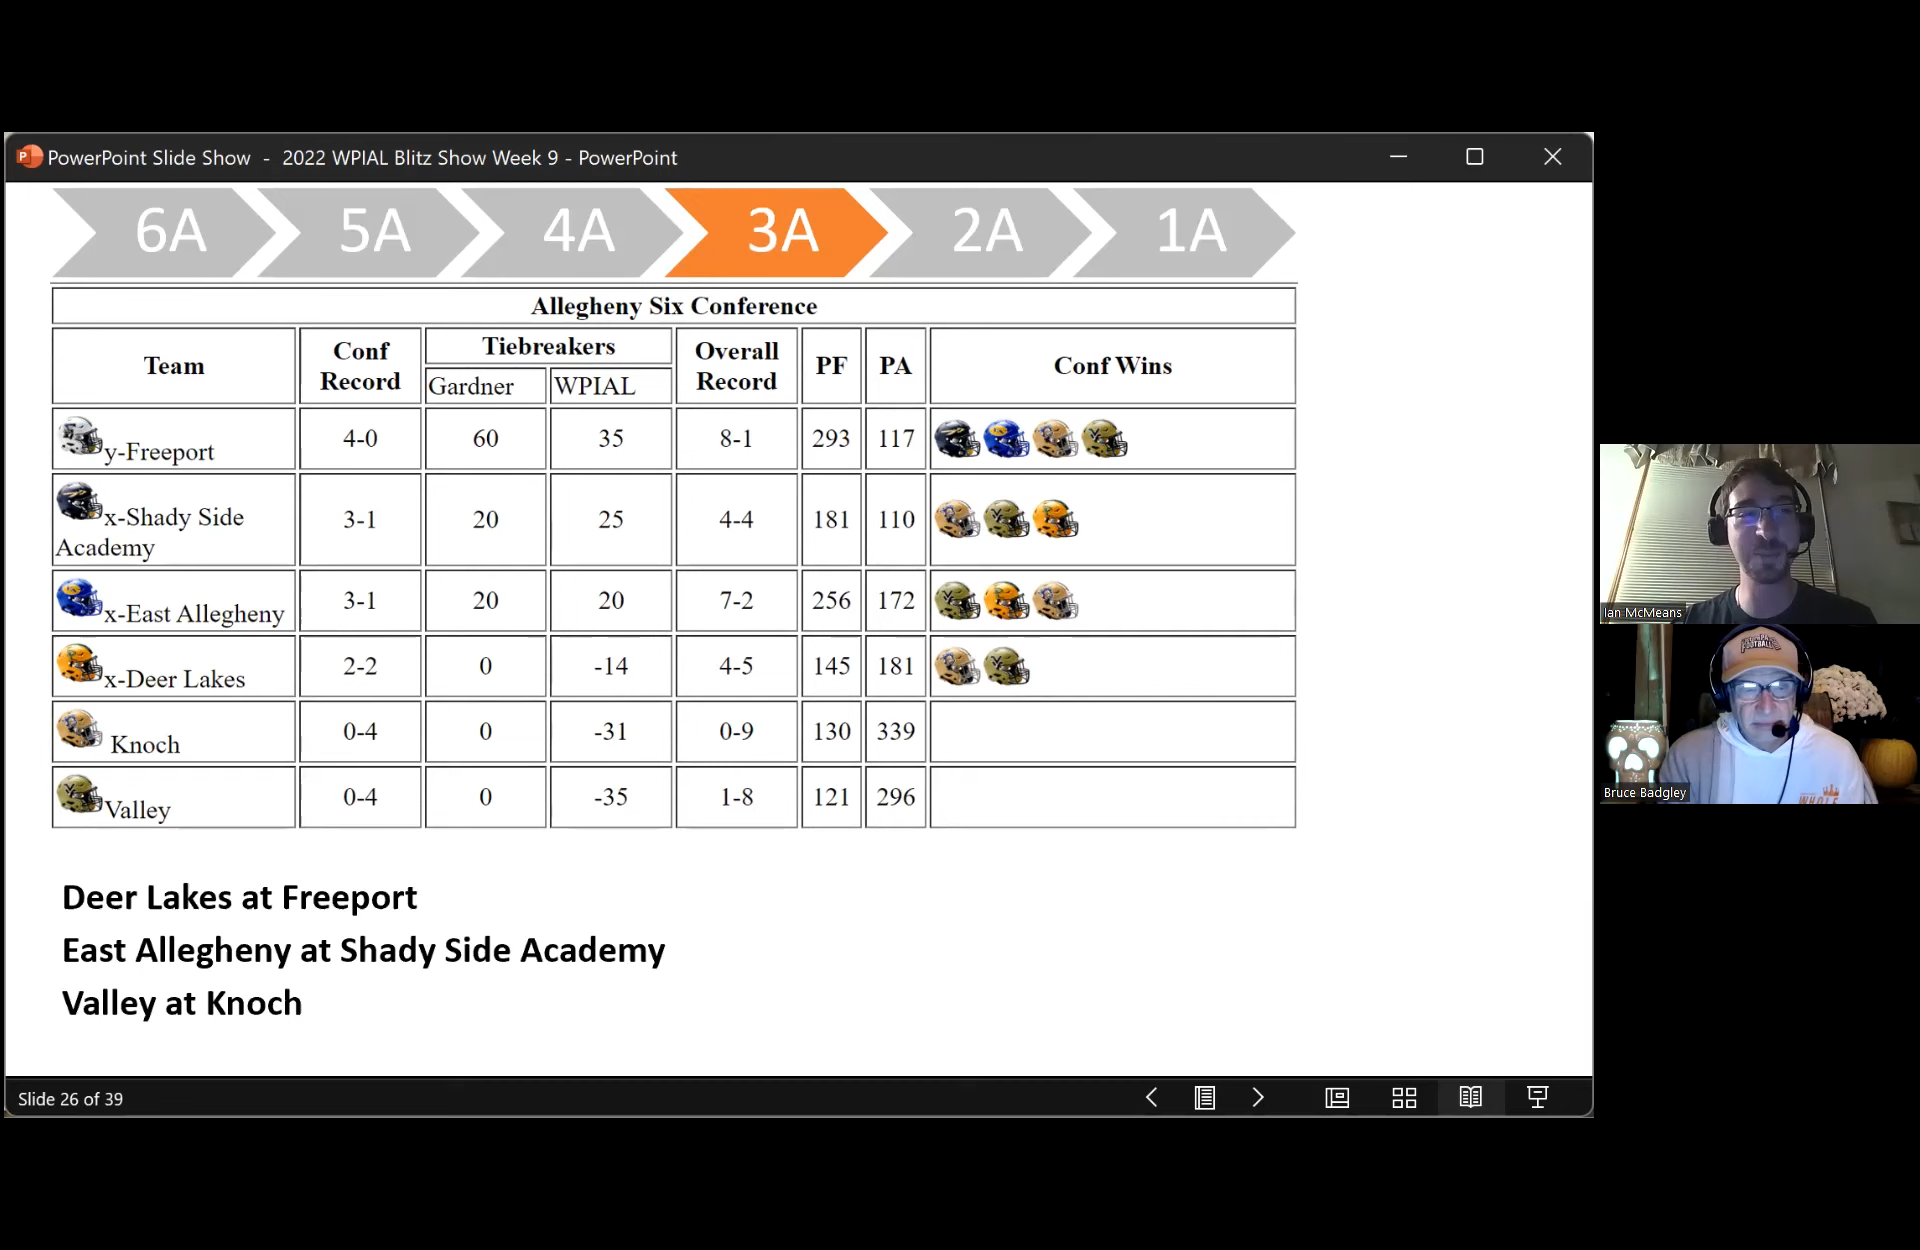 PowerPoint Slide Show - 2022 WPIAL Blitz Show Week 9 - PowerPoint
6A 5A 4A 3A 2A 1A
Allegheny Six Conference
Team Conf Record Tiebreakers Overall Record PF PA Conf Wins
Gardner WPIAL
y-Freeport 4-0 60 35 8-1 293 117
x-Shady Side Academy 3-1 20 25 4-4 181 110
x-East Allegheny 3-1 20 20 7-2 256 172
x-Deer Lakes 2-2 0 -14 4-5 145 181
Knoch 0-4 0 -31 0-9 130 339
Valley 0-4 0 -35 1-8 121 296
Deer Lakes at Freeport
East Allegheny at Shady Side Academy
Valley at Knoch
Slide 26 of 39
Ian McMeans
FOOTBALL
Bruce Badgley